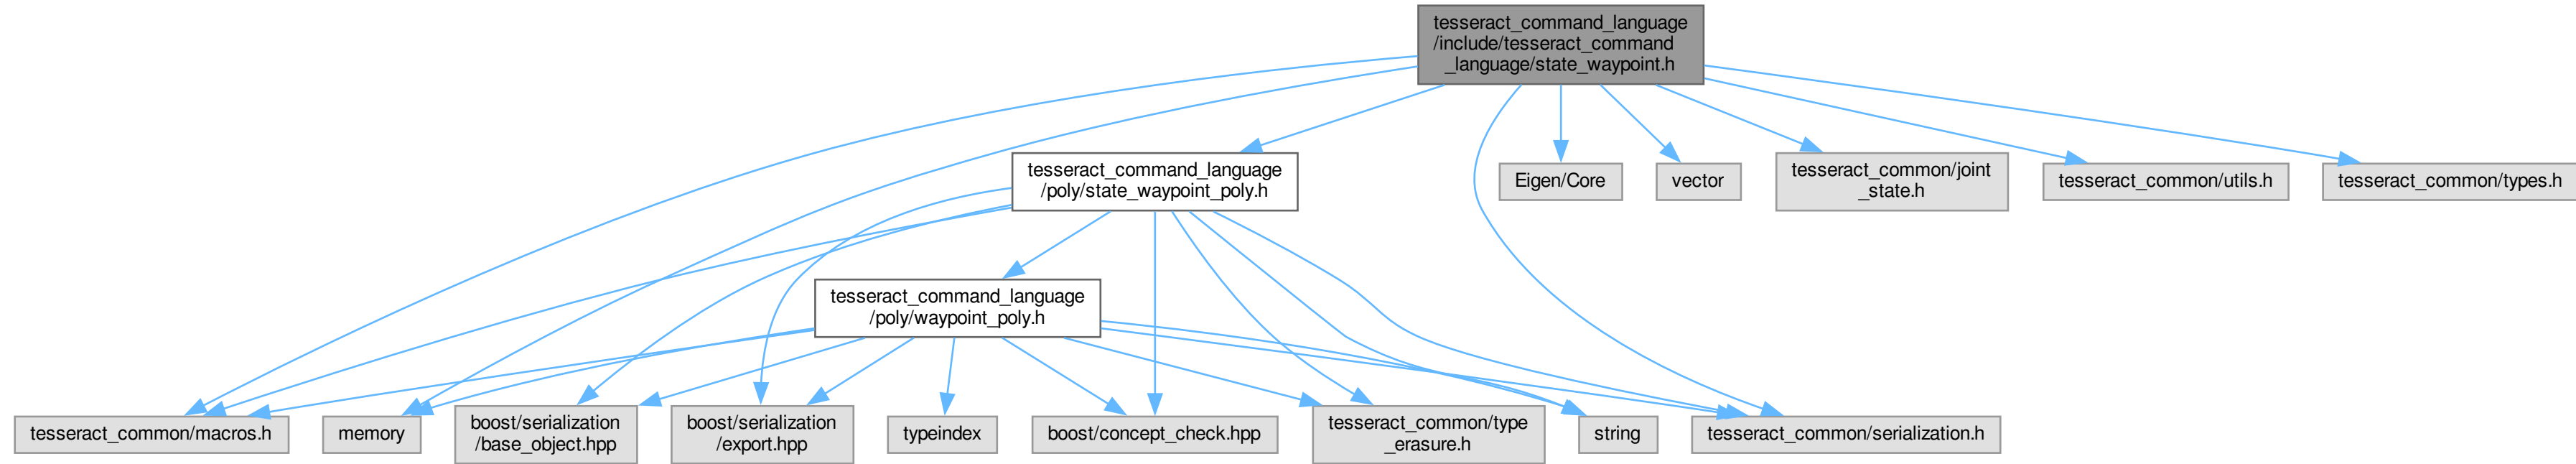 tesseract_command_language
/include/tesseract_command
_language/state_waypoint.h
tesseract_command_language
/poly/state_waypoint_poly.h
Eigen/Core
vector
tesseract_common/joint
_state.h
tesseract_common/utils.h
tesseract_common/types.h
tesseract_command_language
/poly/waypoint_poly.h
tesseract_common/macros.h
memory
boost/serialization
/base_object.hpp
boost/serialization
/export.hpp
typeindex
boost/concept_check.hpp
tesseract_common/type
_erasure.h
string
tesseract_common/serialization.h